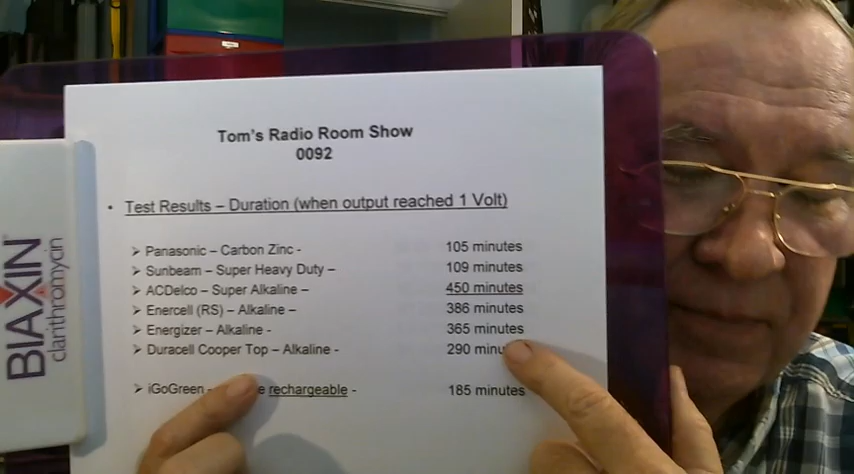 Tom's Radio Room Show
0092
• Test Results – Duration (when output reached 1 Volt)
➢ Panasonic – Carbon Zinc - 105 minutes
➢ Sunbeam – Super Heavy Duty – 109 minutes
➢ ACDelco – Super Alkaline – 450 minutes
➢ Enercell (RS) – Alkaline – 386 minutes
➢ Energizer – Alkaline - 365 minutes
➢ Duracell Cooper Top – Alkaline - 290 minu
➢ iGoGreen - rechargeable - 185 minutes
BIAXIN
clarithromycin